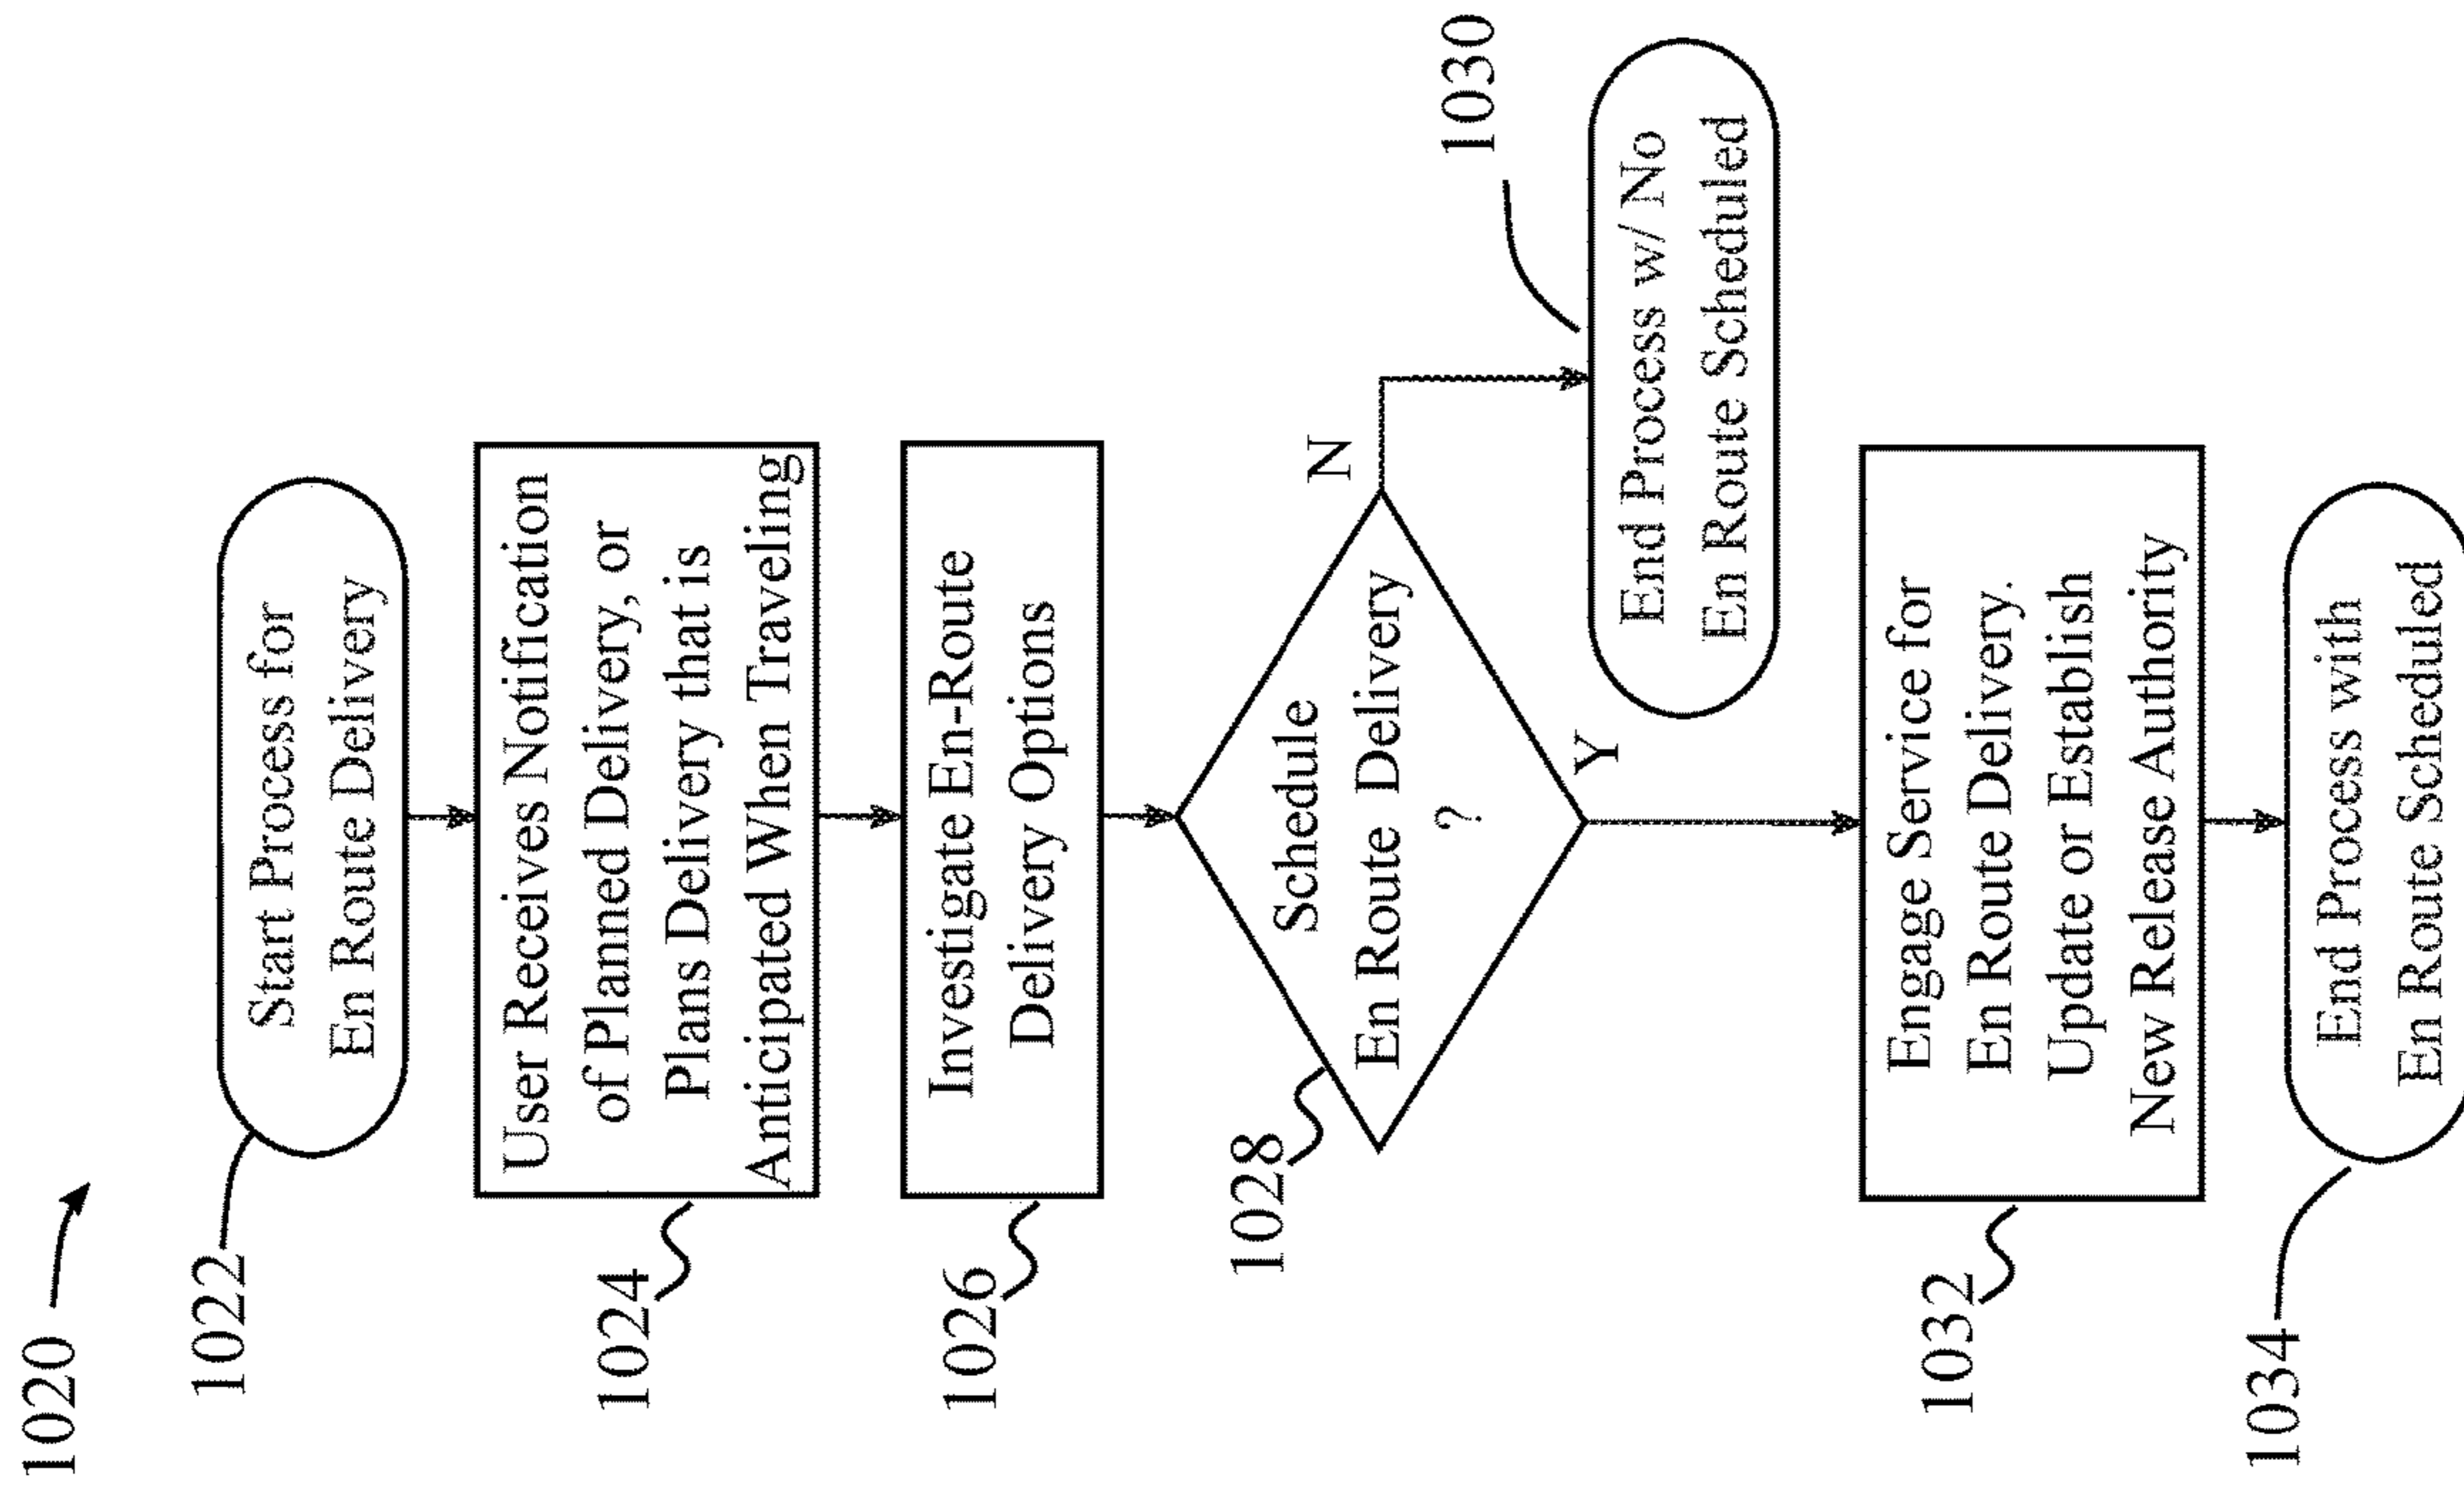 1020
1022
Start Process for
En Route Delivery
1024
User Receives Notification
of Planned Delivery, or
Plans Delivery that is
Anticipated When Traveling
1026
Investigate En-Route
Delivery Options
1028
Schedule
En Route Delivery
?
N
Y
1030
End Process w/ No
En Route Scheduled
1032
Engage Service for
En Route Delivery.
Update or Establish
New Release Authority
1034
End Process with
En Route Scheduled